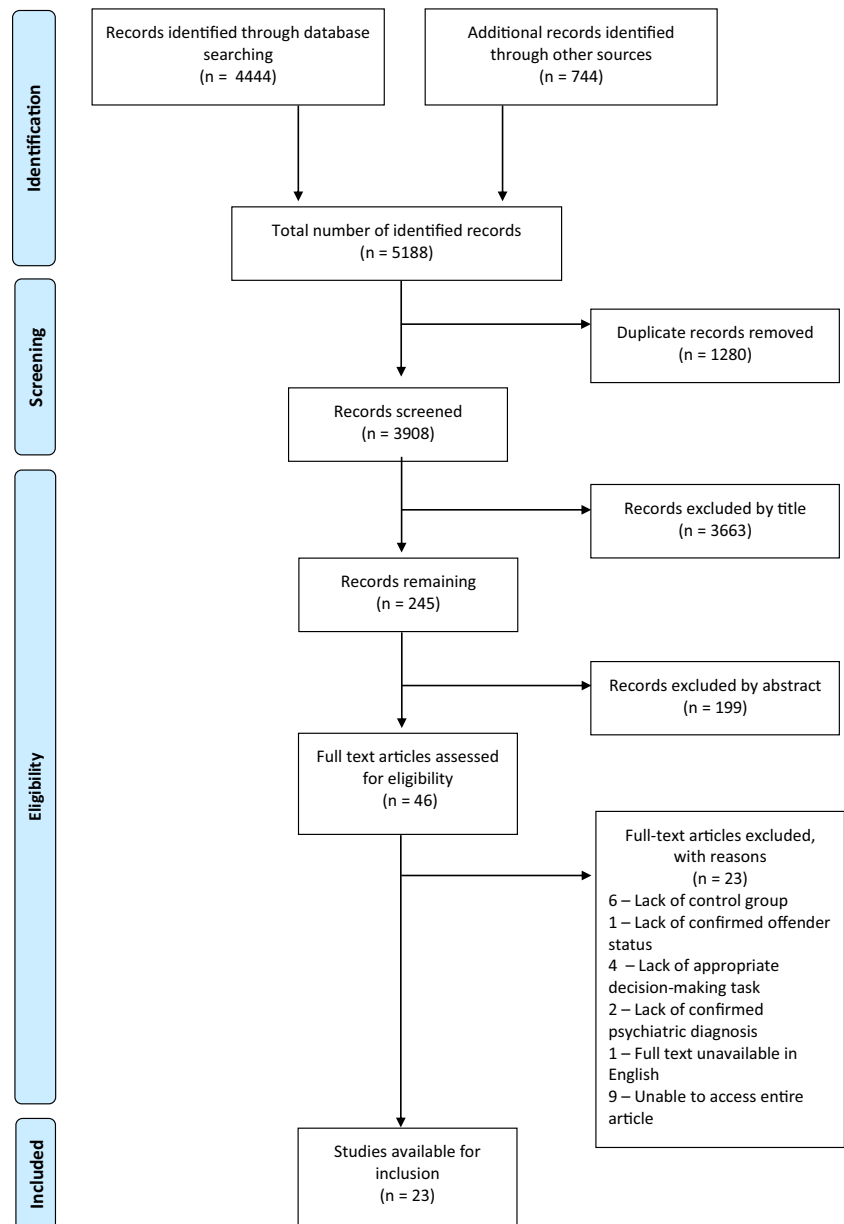 Records identified through database
searching
(n = 4444)
Additional records identified
through other sources
(n = 744)
Identification
Total number of identified records
(n = 5188)
Screening
Duplicate records removed
(n = 1280)
Records screened
(n = 3908)
Records excluded by title
(n = 3663)
Records remaining
(n = 245)
Records excluded by abstract
(n = 199)
Eligibility
Full text articles assessed
for eligibility
(n = 46)
Full-text articles excluded,
with reasons
(n = 23)
6 – Lack of control group
1 – Lack of confirmed offender
status
4 – Lack of appropriate
decision-making task
2 – Lack of confirmed
psychiatric diagnosis
1 – Full text unavailable in
English
9 – Unable to access entire
article
Included
Studies available for
inclusion
(n = 23)